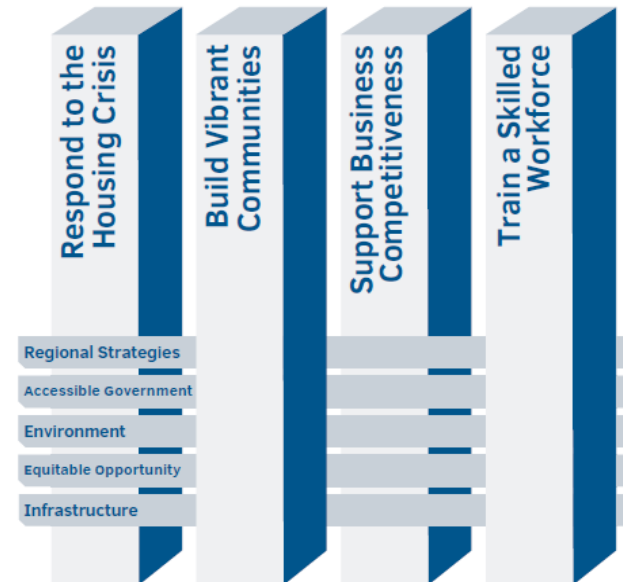 Respond to the
Housing Crisis
Build Vibrant
Communities
Support Business
Competitiveness
Train a Skilled
Workforce
Regional Strategies
Accessible Government
Environment
Equitable Opportunity
Infrastructure